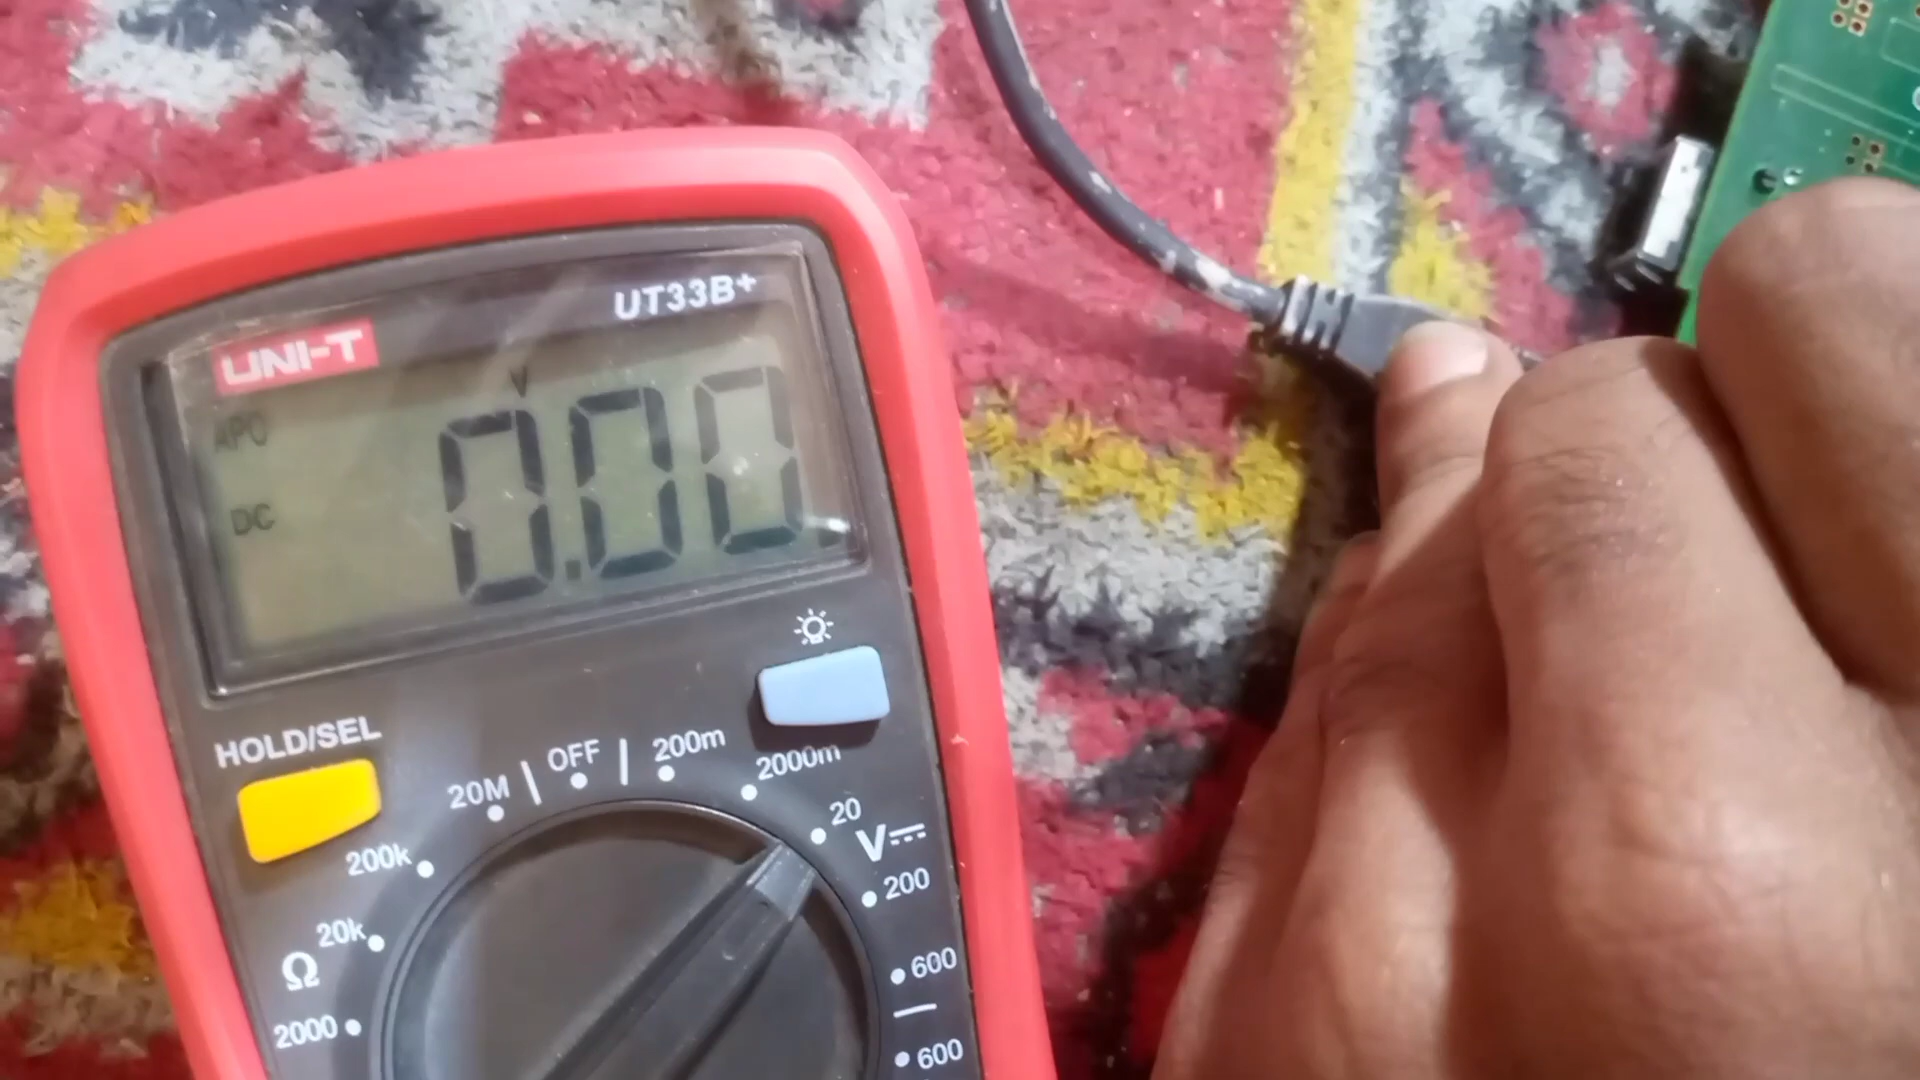 UT33B+
UNI-T
V
APO
DC
0.00
HOLD/SEL
OFF
200m
20M
2000m
20
V
200k
200
20k
600
Ω
2000
600